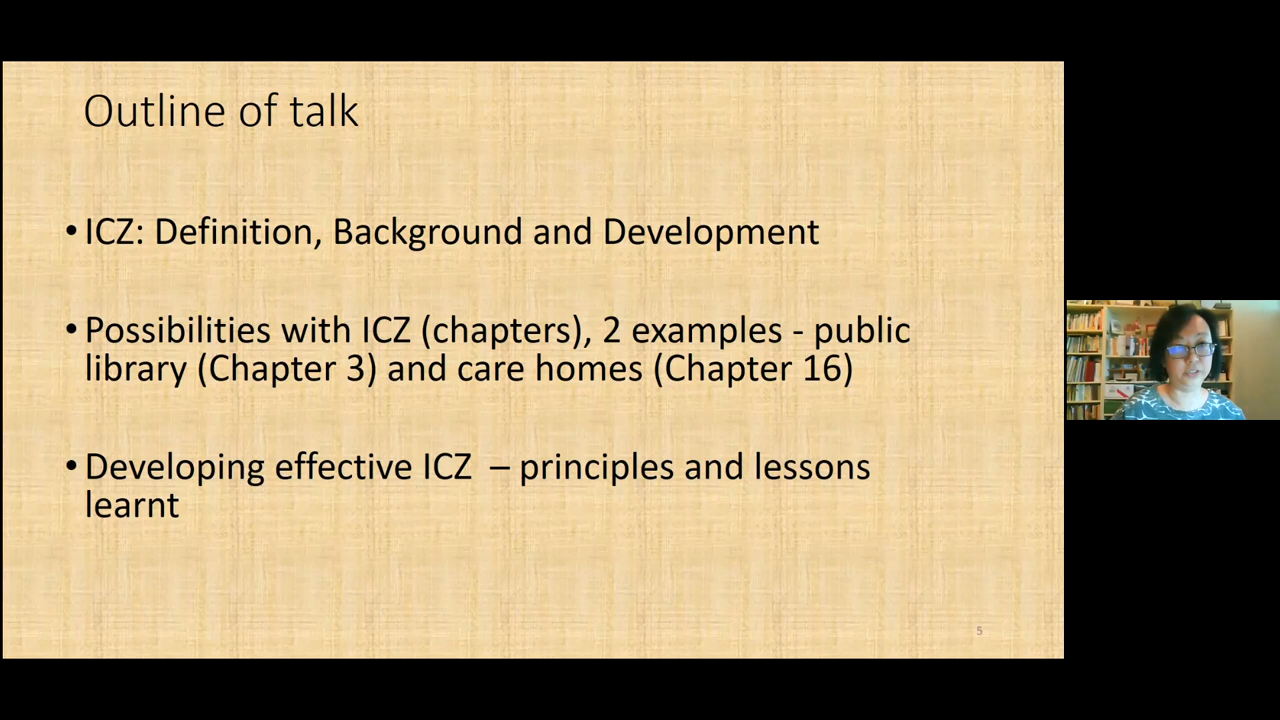 Outline of talk
• ICZ: Definition, Background and Development
• Possibilities with ICZ (chapters), 2 examples - public
library (Chapter 3) and care homes (Chapter 16)
• Developing effective ICZ – principles and lessons
learnt
5